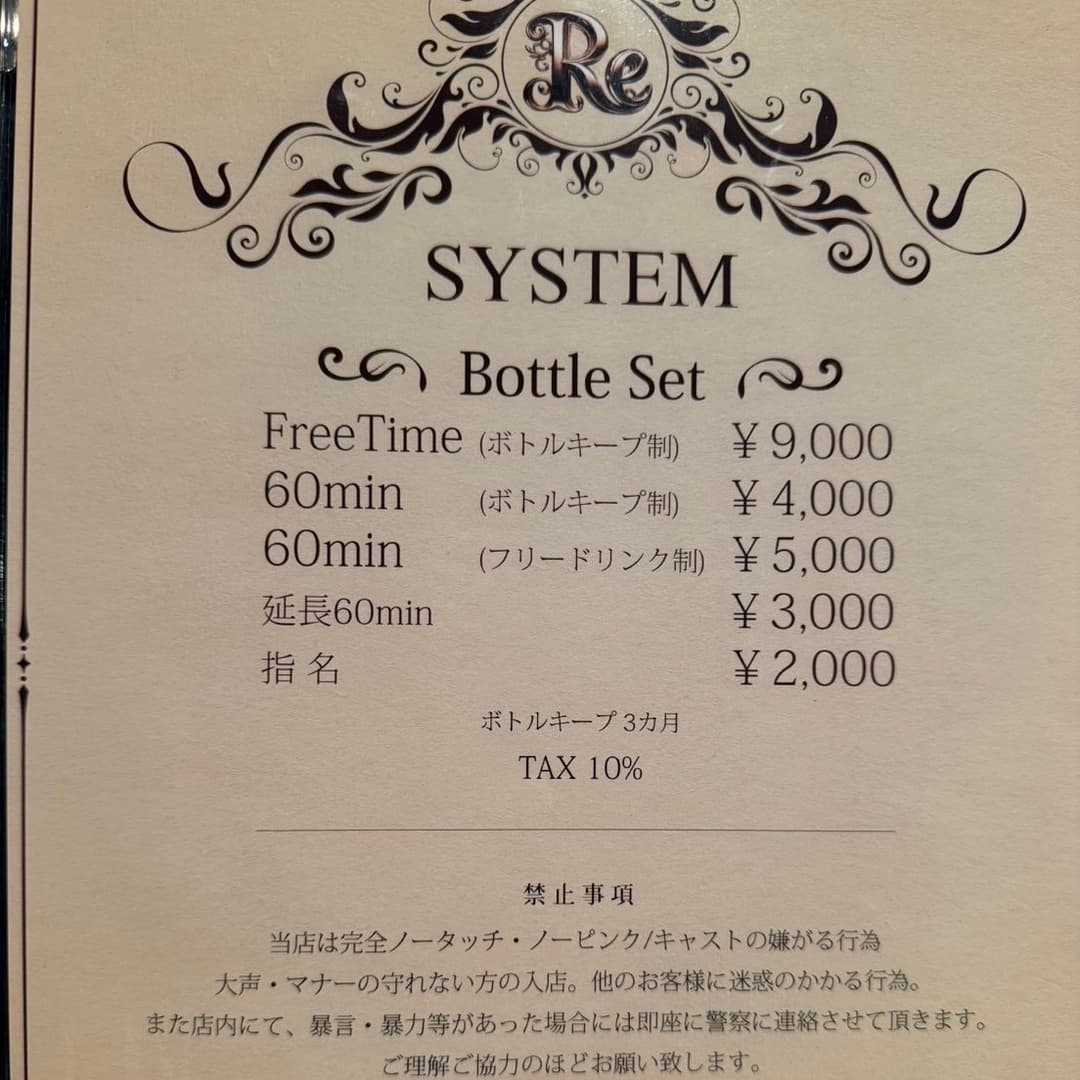 Re
SYSTEM
Bottle Set
FreeTime (ボトルキープ制) ¥9,000
60min (ボトルキープ制) ¥4,000
60min (フリードリンク制) ¥5,000
延長60min ¥3,000
指名 ¥2,000
ボトルキープ 3カ月
TAX 10%
禁止事項
当店は完全ノータッチ・ノーピンク/キャストの嫌がる行為
大声・マナーの守れない方の入店。他のお客様に迷惑のかかる行為。
また店内にて、暴言・暴力等があった場合には即座に警察に連絡させて頂きます。
ご理解ご協力のほどお願い致します。